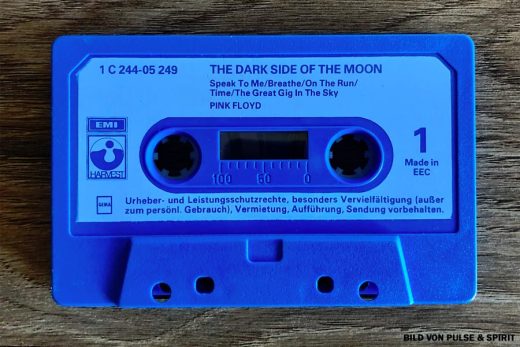 1 C 244-05 249
THE DARK SIDE OF THE MOON
Speak To Me/Breathe/On The Run/
Time/The Great Gig In The Sky
PINK FLOYD
EMI
HARVEST
100 50 0
1
Made in
EEC
GEMA
Urheber- und Leistungsschutzrechte, besonders Vervielfältigung (außer
zum persönl. Gebrauch), Vermietung, Aufführung, Sendung vorbehalten.
BILD VON PULSE & SPIRIT